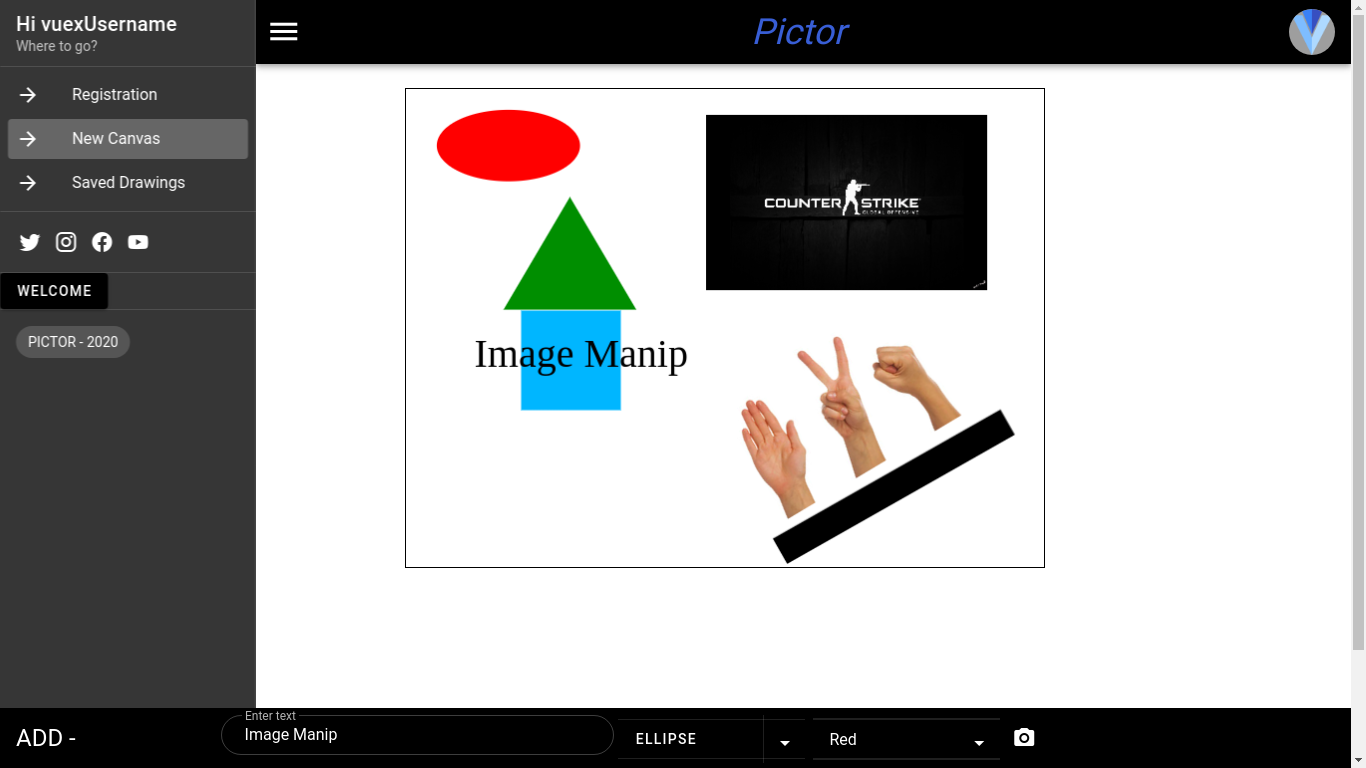 Hi vuexUsername
Where to go?
Registration
New Canvas
Saved Drawings
WELCOME
PICTOR - 2020
Pictor
COUNTER STRIKE
GLOBAL OFFENSIVE
Image Manip
ADD -
Enter text
Image Manip
ELLIPSE
Red